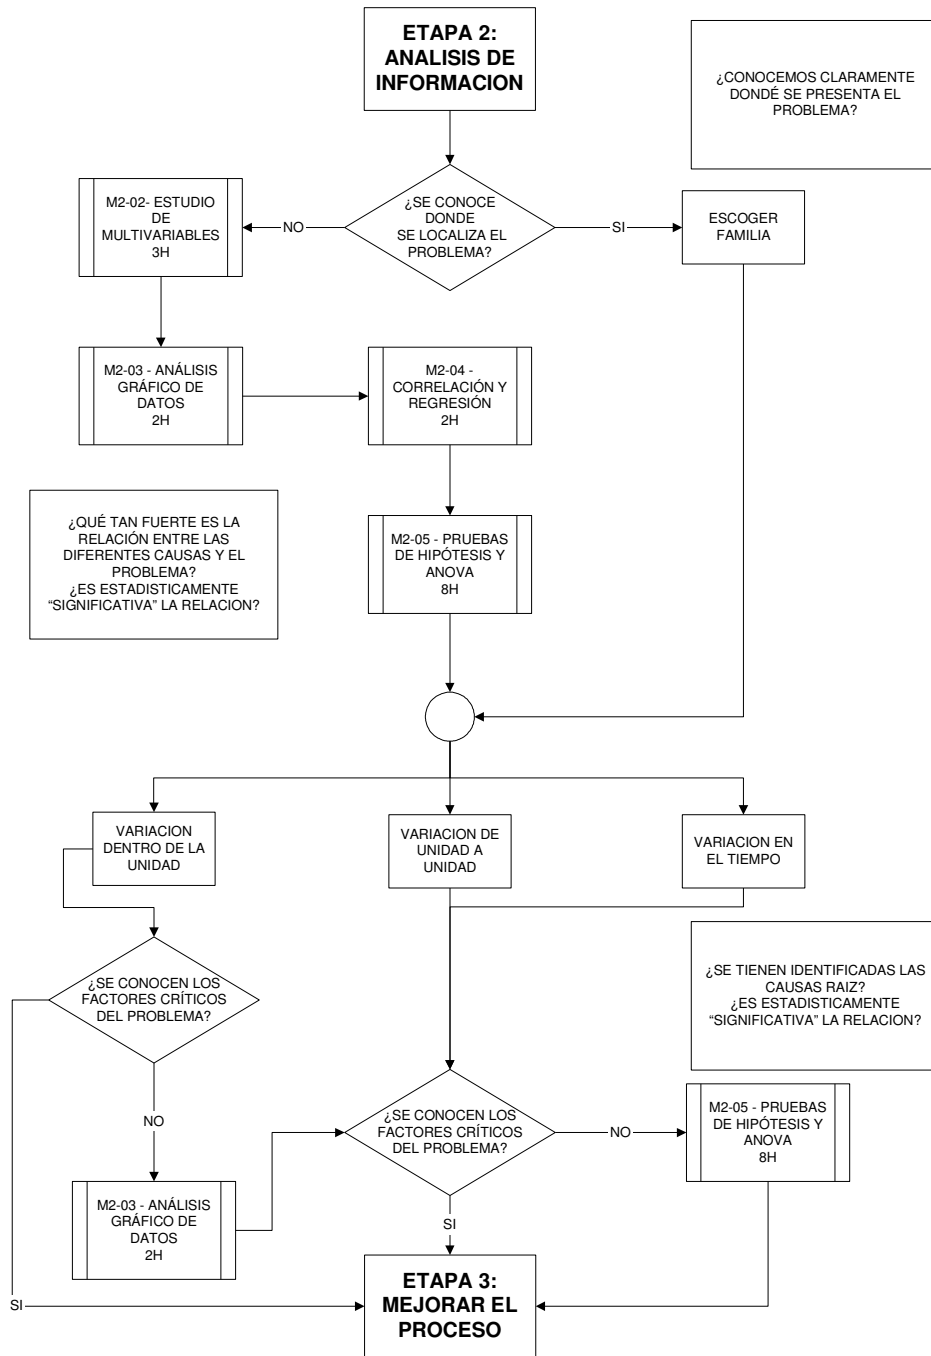 ETAPA 2:
ANALISIS DE
INFORMACION
¿CONOCEMOS CLARAMENTE
DONDÉ SE PRESENTA EL
PROBLEMA?
M2-02- ESTUDIO
DE
MULTIVARIABLES
3H
NO
¿SE CONOCE
DONDE
SE LOCALIZA EL
PROBLEMA?
SI
ESCOGER
FAMILIA
M2-03 - ANÁLISIS
GRÁFICO DE
DATOS
2H
M2-04 -
CORRELACIÓN Y
REGRESIÓN
2H
¿QUÉ TAN FUERTE ES LA
RELACIÓN ENTRE LAS
DIFERENTES CAUSAS Y EL
PROBLEMA?
¿ES ESTADISTICAMENTE
“SIGNIFICATIVA” LA RELACION?
M2-05 - PRUEBAS
DE HIPÓTESIS Y
ANOVA
8H
VARIACION
DENTRO DE LA
UNIDAD
VARIACION DE
UNIDAD A
UNIDAD
VARIACION EN
EL TIEMPO
¿SE CONOCEN LOS
FACTORES CRÍTICOS
DEL PROBLEMA?
¿SE TIENEN IDENTIFICADAS LAS
CAUSAS RAIZ?
¿ES ESTADISTICAMENTE
“SIGNIFICATIVA” LA RELACION?
NO
¿SE CONOCEN LOS
FACTORES CRÍTICOS
DEL PROBLEMA?
NO
M2-05 - PRUEBAS
DE HIPÓTESIS Y
ANOVA
8H
M2-03 - ANÁLISIS
GRÁFICO DE
DATOS
2H
SI
SI
ETAPA 3:
MEJORAR EL
PROCESO